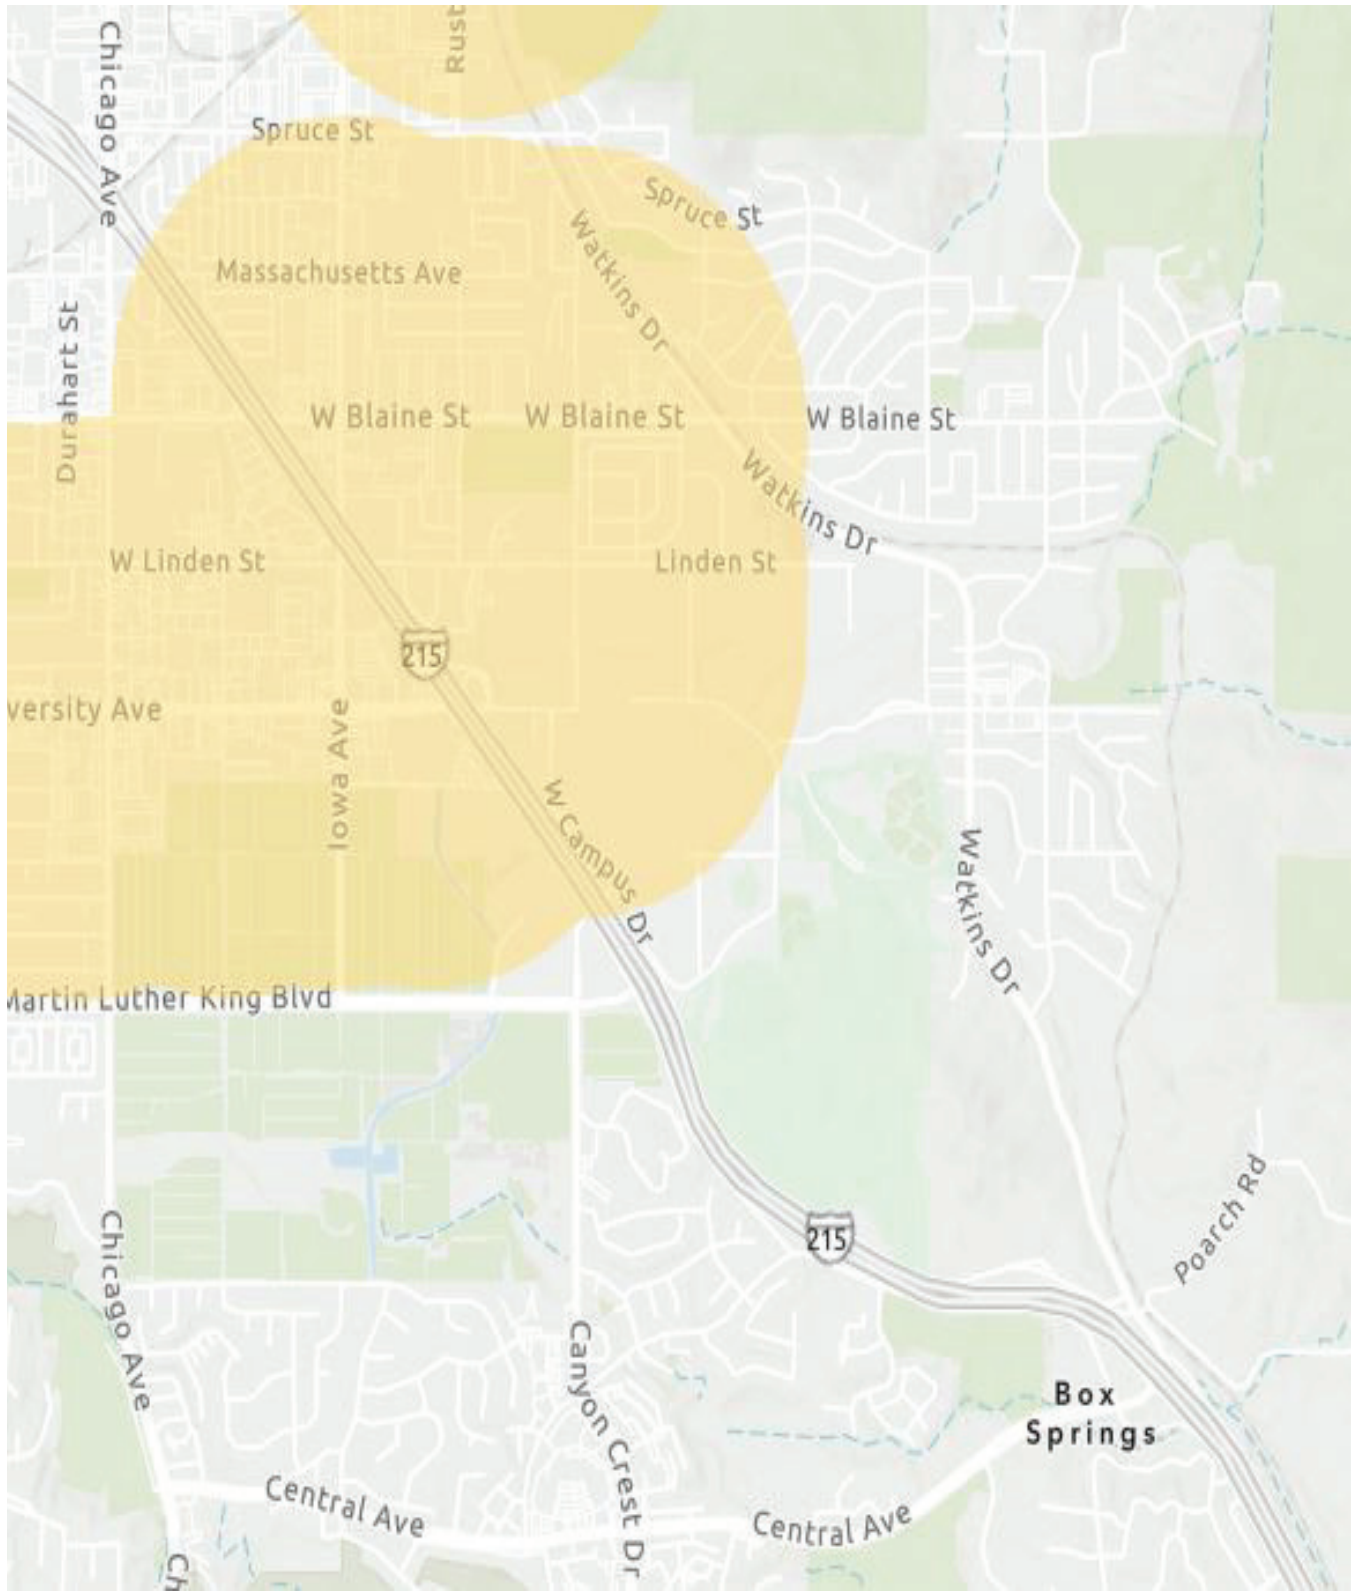 Rust
Chicago Ave
Spruce St
Spruce St
Watkins Dr
Massachusetts Ave
Durahart St
W Blaine St
W Blaine St
W Blaine St
Watkins Dr
W Linden St
Linden St
215
versity Ave
Iowa Ave
W Campus Dr
Watkins Dr
Martin Luther King Blvd
Poarch Rd
Chicago Ave
215
Canyon Crest Dr
Box
Springs
Central Ave
Central Ave
Ch